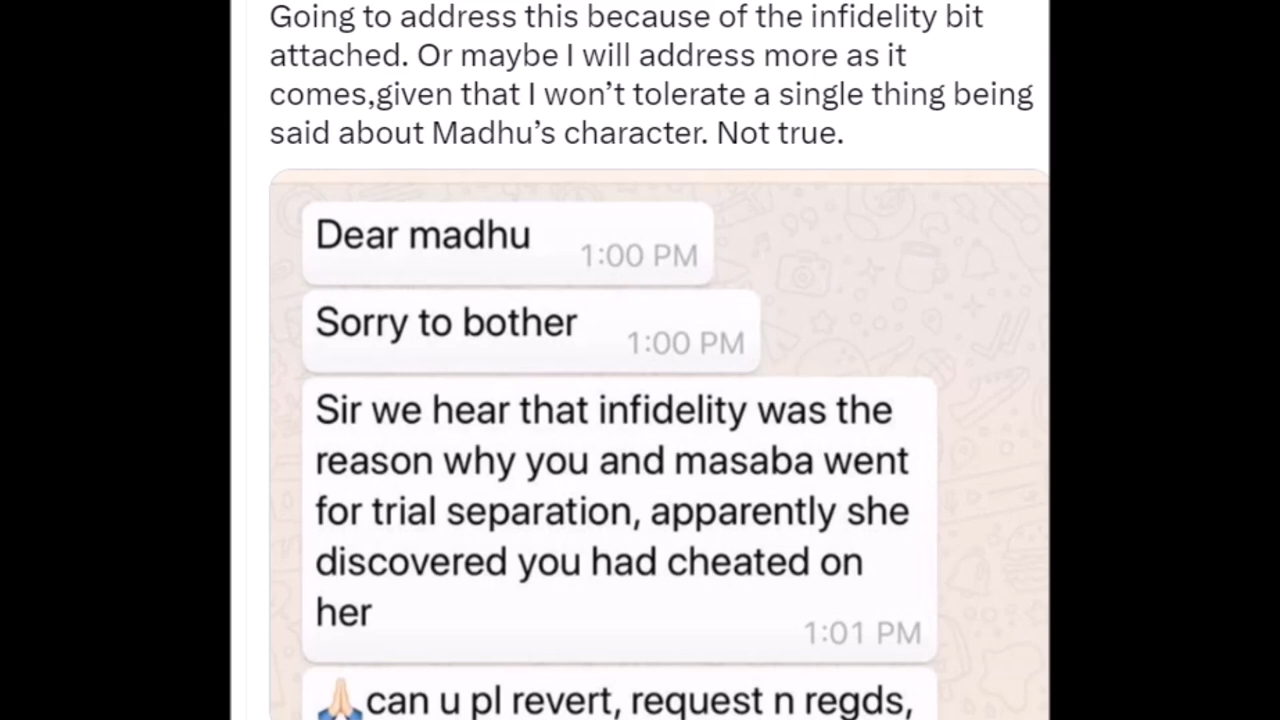 Going to address this because of the infidelity bit
attached. Or maybe I will address more as it
comes,given that I won’t tolerate a single thing being
said about Madhu’s character. Not true.
Dear madhu
1:00 PM
Sorry to bother
1:00 PM
Sir we hear that infidelity was the
reason why you and masaba went
for trial separation, apparently she
discovered you had cheated on
her
1:01 PM
🙏🏻can u pl revert, request n regds,